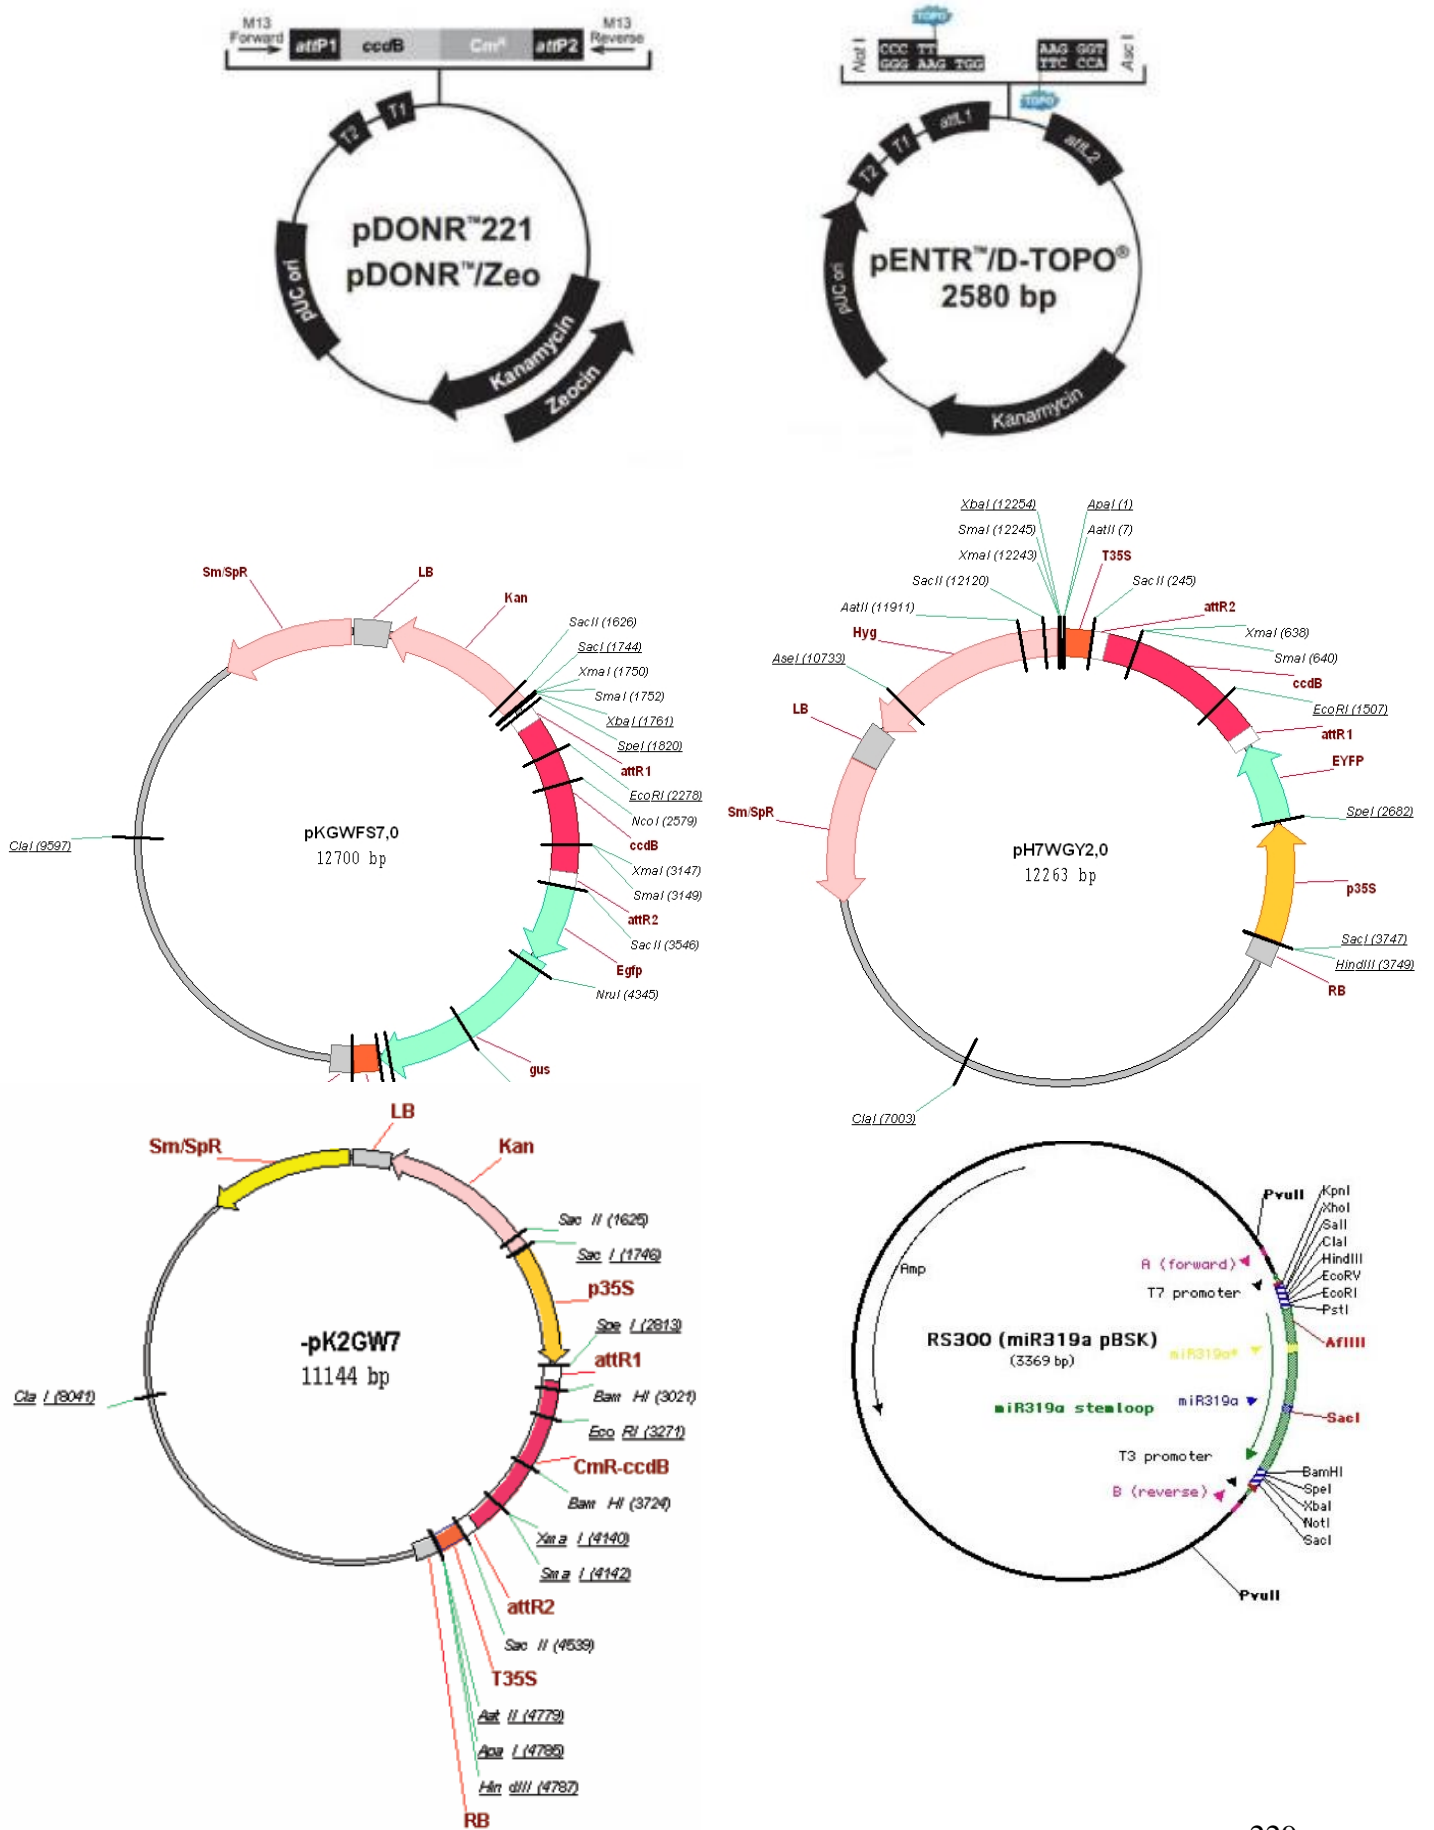 M13
Forward
attP1
ccdB
CmR
attP2
M13
Reverse
T2
T1
pUC ori
pDONR™221
pDONR™/Zeo
Kanamycin
Zeocin
TOPO
Not I
CCC TT
GGG AAG TGG
AAG GGT
TTC CCA
Asc I
TOPO
T2
T1
attL1
attL2
pUC ori
pENTR™/D-TOPO®
2580 bp
Kanamycin
Sm/SpR
LB
Kan
SacII (1626)
SacI (1744)
XmaI (1750)
SmaI (1752)
XbaI (1761)
SpeI (1820)
attR1
EcoRI (2278)
NcoI (2579)
ccdB
XmaI (3147)
SmaI (3149)
attR2
SacII (3546)
Egfp
NruI (4345)
gus
ClaI (9597)
pKGWFS7,0
12700 bp
XbaI (12254)
SmaI (12245)
XmaI (12243)
SacII (12120)
AatII (11911)
Hyg
AseI (10733)
LB
Sm/SpR
ApaI (1)
AatII (7)
T35S
SacII (245)
attR2
XmaI (638)
SmaI (640)
ccdB
EcoRI (1507)
attR1
EYFP
SpeI (2682)
p35S
SacI (3747)
HindIII (3749)
RB
ClaI (7003)
pH7WGY2,0
12263 bp
LB
Sm/SpR
Kan
Sac II (1625)
Sac I (1746)
p35S
Spe I (2813)
attR1
Bam HI (3021)
Eco RI (3271)
CmR-ccdB
Bam HI (3724)
Xma I (4140)
Sma I (4142)
attR2
Sac II (4539)
T35S
Aat II (4779)
Apa I (4785)
Hin dIII (4787)
RB
Cla I (8041)
-pK2GW7
11144 bp
PvuII
KpnI
XhoI
SalI
ClaI
HindIII
EcoRV
EcoRI
PstI
AflIII
SacI
BamHI
SpeI
XbaI
NotI
SacI
PvuII
Amp
A (forward)
T7 promoter
RS300 (miR319a pBSK)
(3369 bp)
miR319a*
miR319a
miR319a stemloop
T3 promoter
B (reverse)